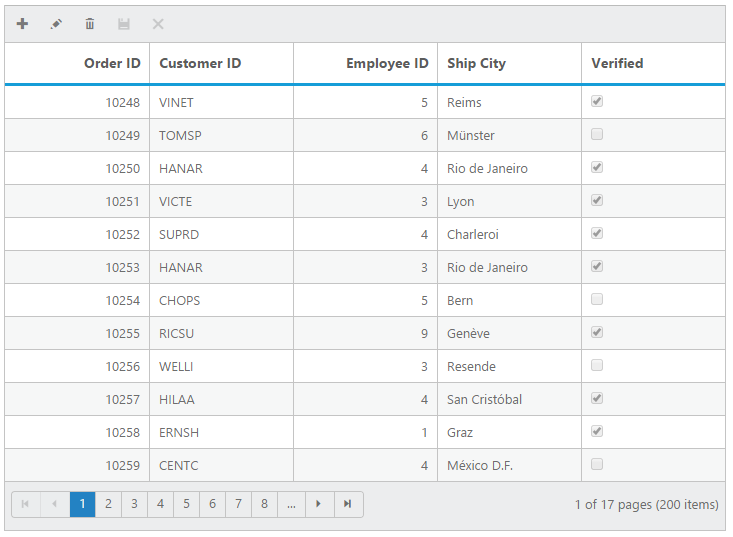 Order ID Customer ID Employee ID Ship City Verified
10248 VINET 5 Reims
10249 TOMSP 6 Münster
10250 HANAR 4 Rio de Janeiro
10251 VICTE 3 Lyon
10252 SUPRD 4 Charleroi
10253 HANAR 3 Rio de Janeiro
10254 CHOPS 5 Bern
10255 RICSU 9 Genève
10256 WELLI 3 Resende
10257 HILAA 4 San Cristóbal
10258 ERNSH 1 Graz
10259 CENTC 4 México D.F.
1 2 3 4 5 6 7 8 ... 1 of 17 pages (200 items)